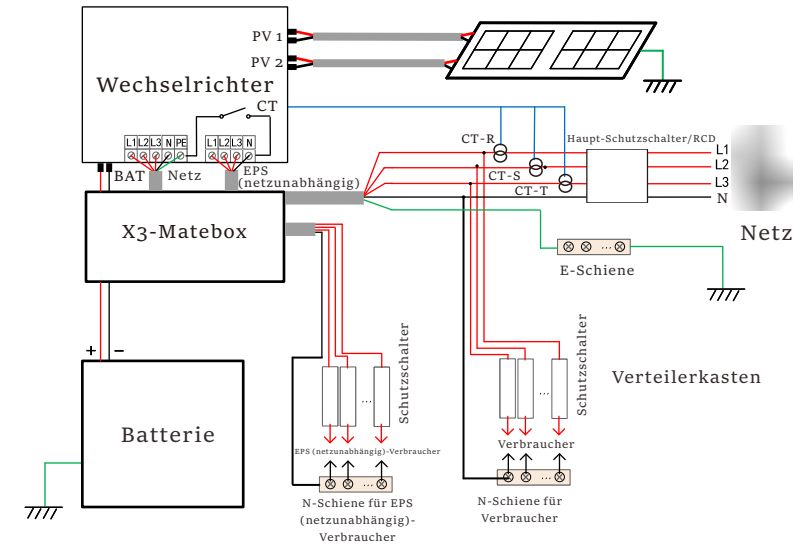 PV 1
PV 2
Wechselrichter
CT
L1 L2 L3 N PE
L1 L2 L3 N
BAT
Netz
EPS
(netzunabhängig)
CT-R
CT-S
CT-T
Haupt-Schutzschalter/RCD
L1
L2
L3
N
Netz
X3-Matebox
...
E-Schiene
+ −
Batterie
...
Schutzschalter
EPS (netzunabhängig)-Verbraucher
...
N-Schiene für EPS
(netzunabhängig)-
Verbraucher
...
Schutzschalter
Verbraucher
...
N-Schiene für
Verbraucher
Verteilerkasten